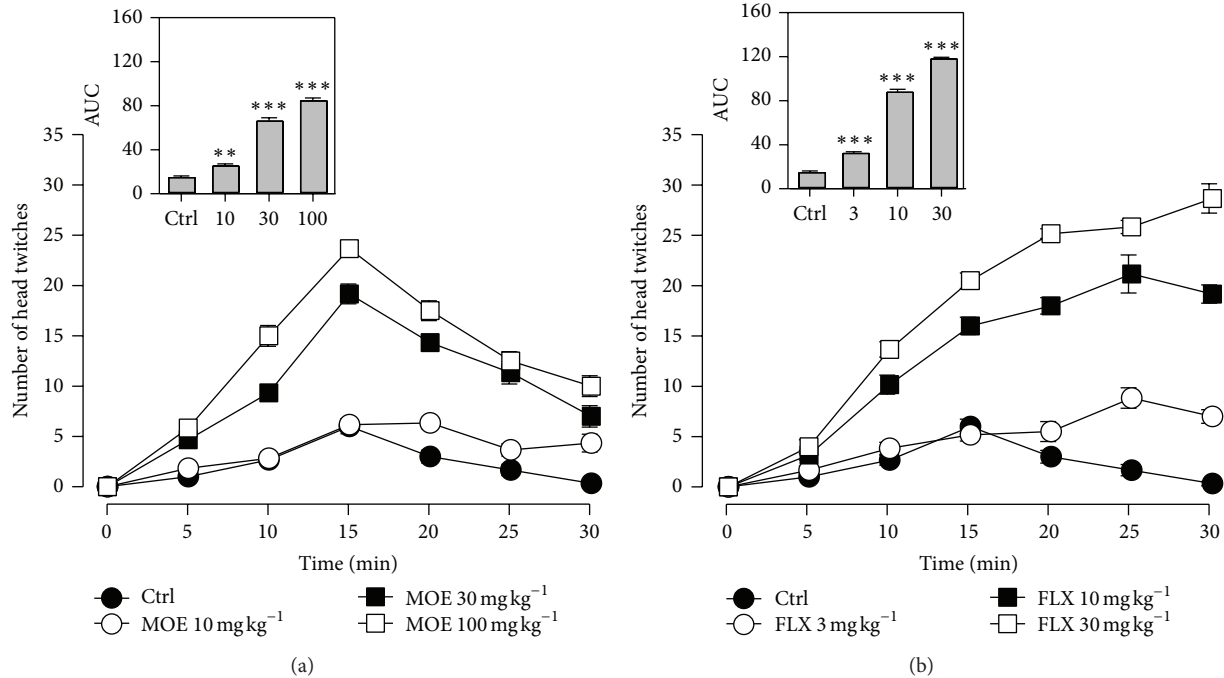 160
120
80
40
0
AUC
**
***
***
Ctrl 10 30 100
35
30
25
20
15
10
5
0
Number of head twitches
0 5 10 15 20 25 30
Time (min)
Ctrl
MOE 10 mg kg⁻¹
MOE 30 mg kg⁻¹
MOE 100 mg kg⁻¹
(a)
160
120
80
40
0
AUC
***
***
***
Ctrl 3 10 30
35
30
25
20
15
10
5
0
Number of head twitches
0 5 10 15 20 25 30
Time (min)
Ctrl
FLX 3 mg kg⁻¹
FLX 10 mg kg⁻¹
FLX 30 mg kg⁻¹
(b)